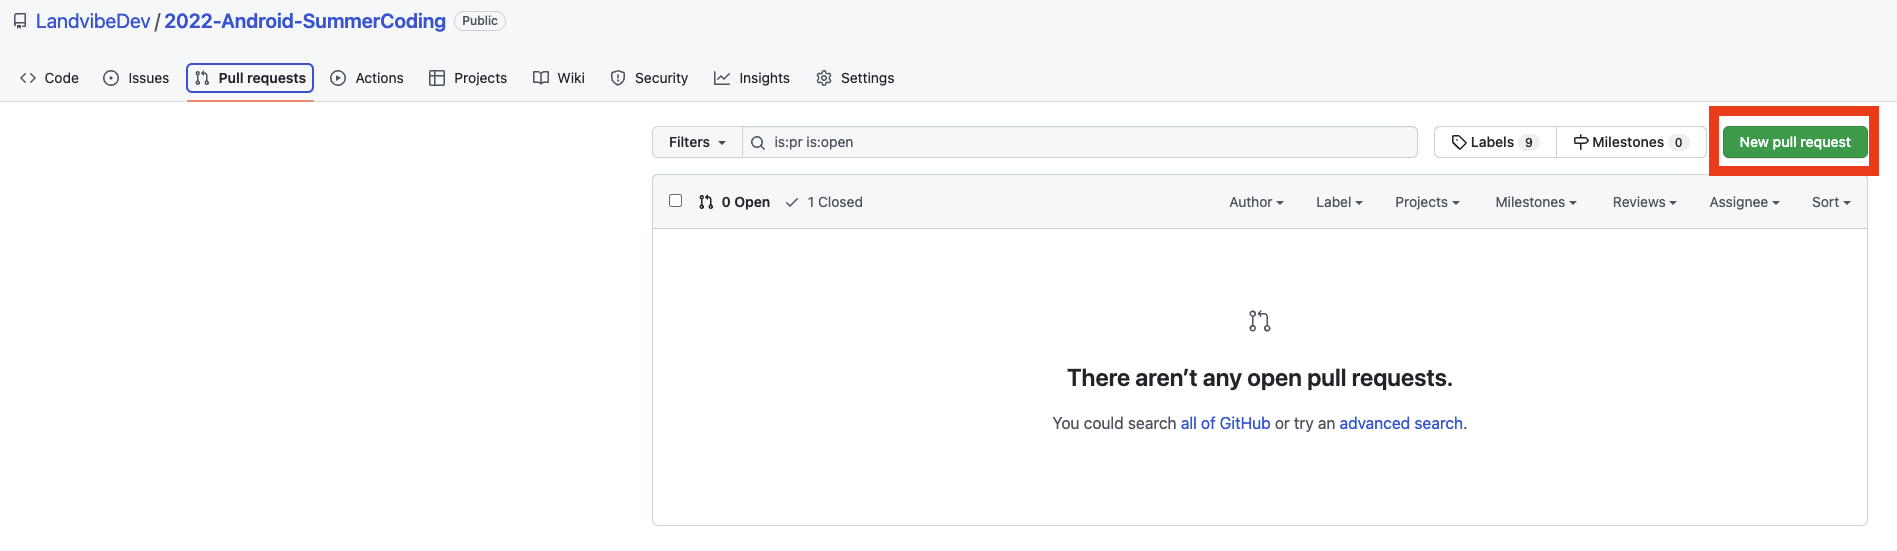 LandvibeDev / 2022-Android-SummerCoding Public
Code Issues Pull requests Actions Projects Wiki Security Insights Settings
Filters is:pr is:open Labels 9 Milestones 0 New pull request
0 Open 1 Closed Author Label Projects Milestones Reviews Assignee Sort
There aren’t any open pull requests.
You could search all of GitHub or try an advanced search.